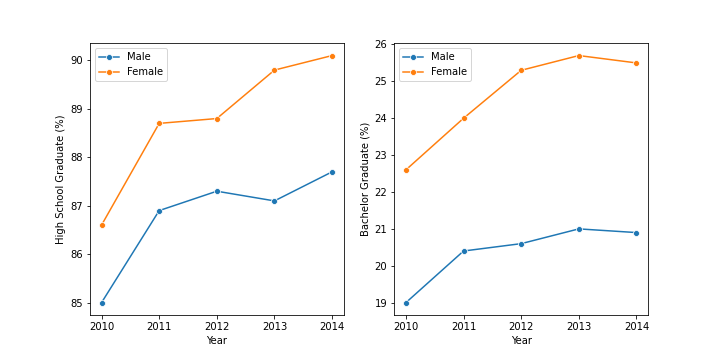 Male
Female
High School Graduate (%)
90
89
88
87
86
85
2010 2011 2012 2013 2014
Year
Male
Female
Bachelor Graduate (%)
26
25
24
23
22
21
20
19
2010 2011 2012 2013 2014
Year